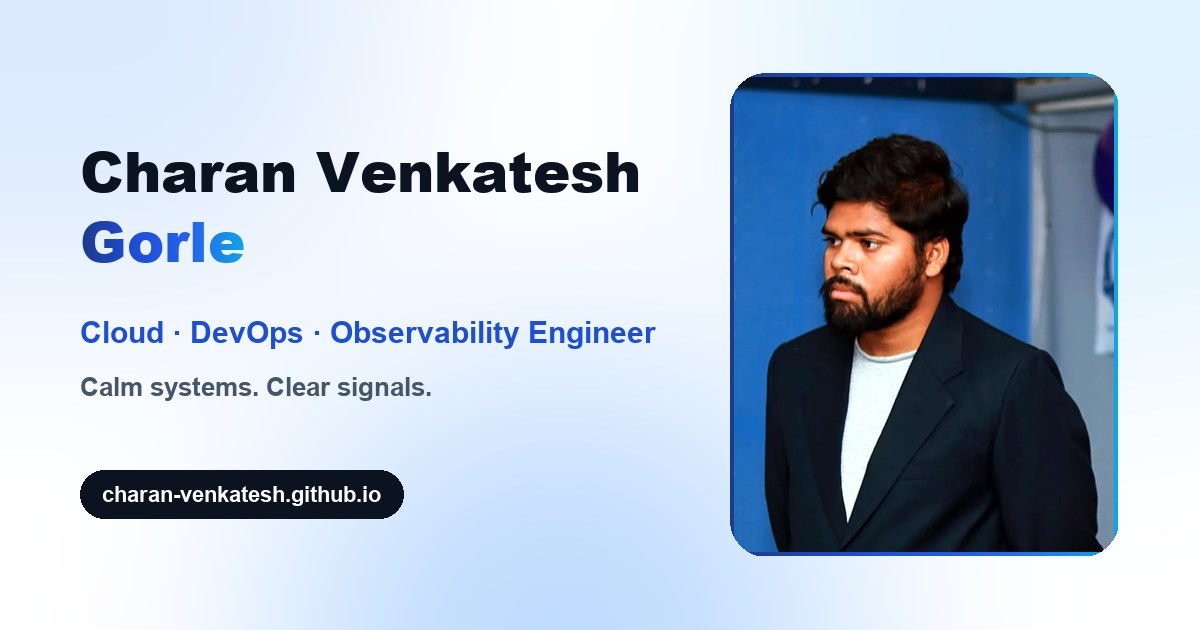 Charan Venkatesh
Gorle
Cloud · DevOps · Observability Engineer
Calm systems. Clear signals.
charan-venkatesh.github.io